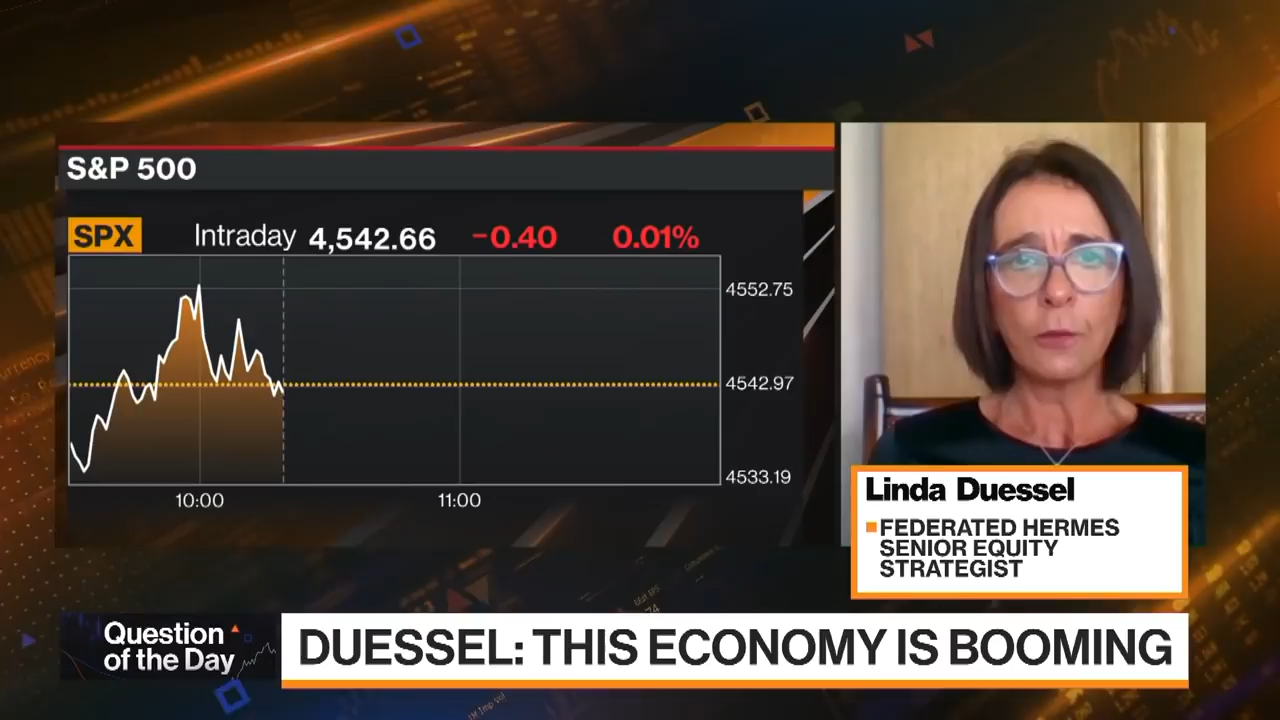 S&P 500
SPX Intraday 4,542.66 -0.40 0.01%
4552.75
4542.97
4533.19
10:00 11:00
Linda Duessel
FEDERATED HERMES
SENIOR EQUITY
STRATEGIST
Question
of the Day
DUESSEL: THIS ECONOMY IS BOOMING